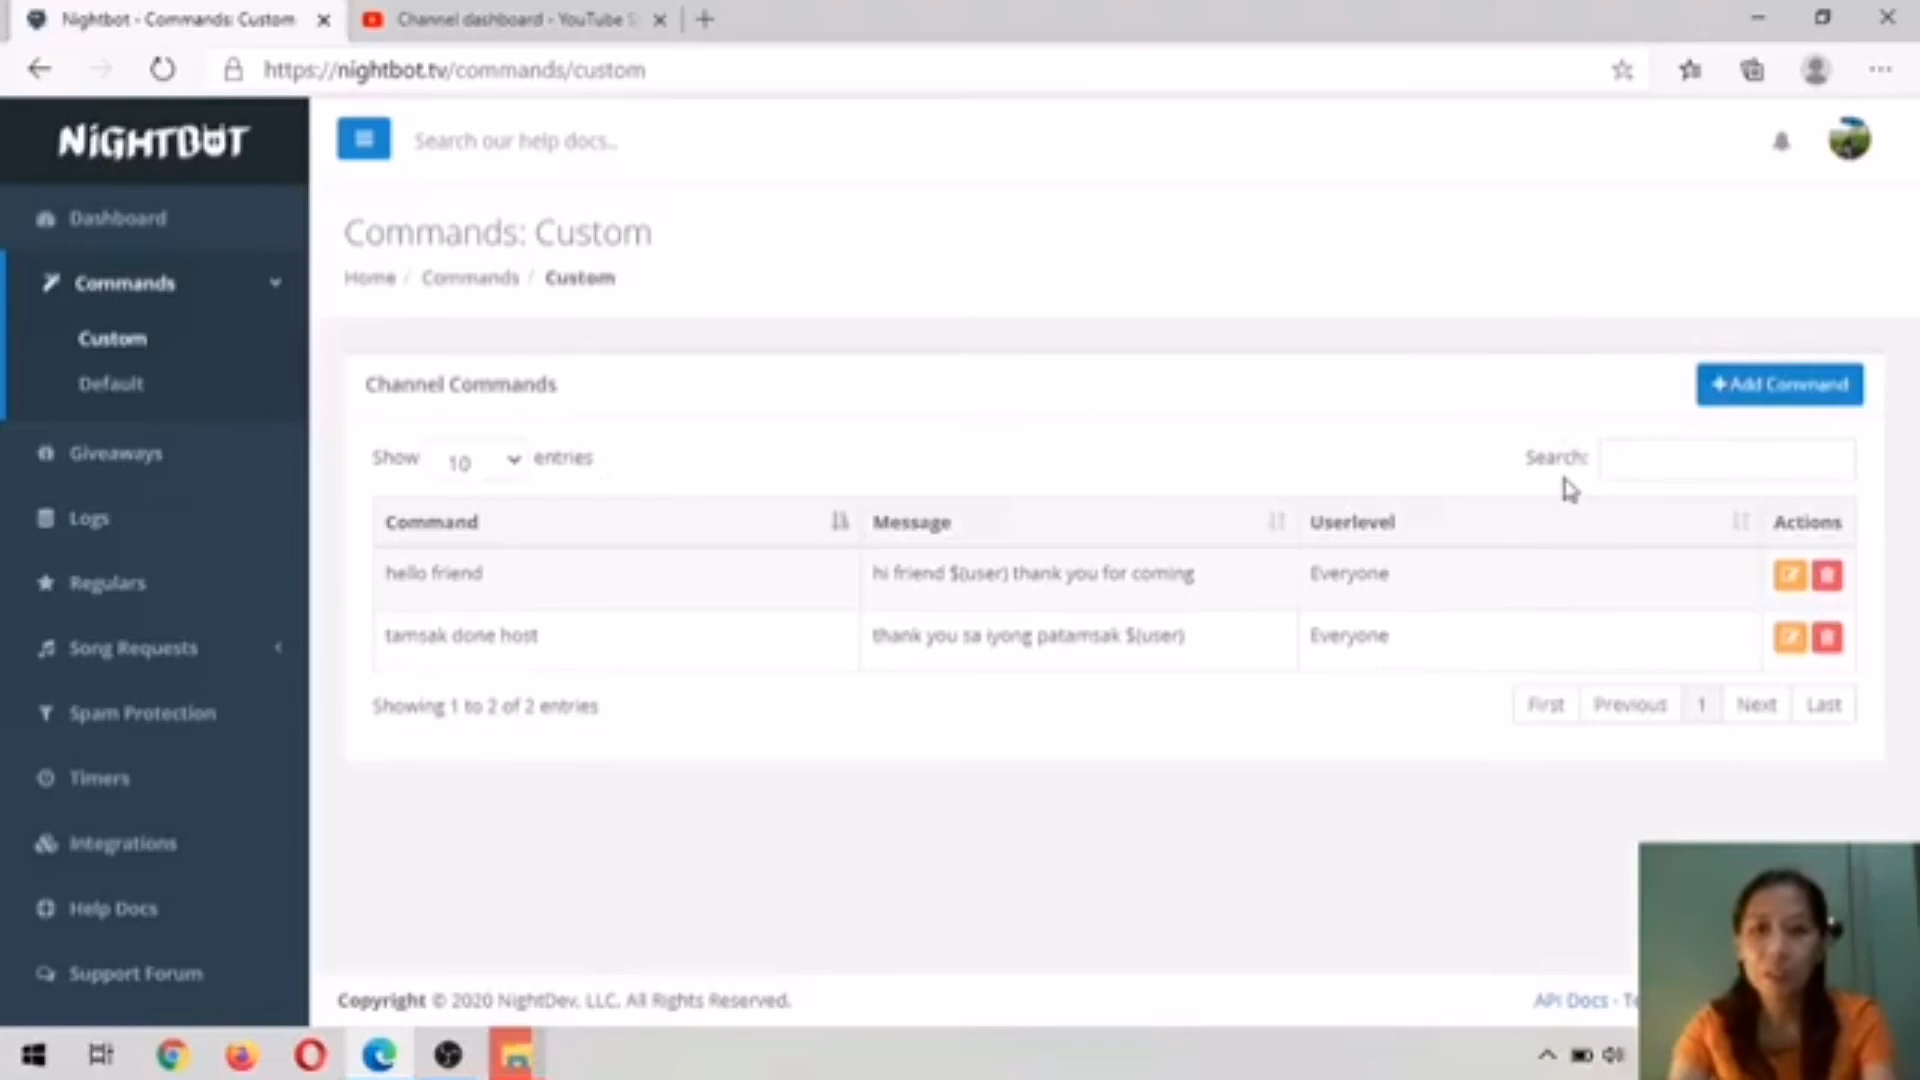 Nightbot - Commands: Custom
Channel dashboard - YouTube S
https://nightbot.tv/commands/custom
NIGHTBOT
Search our help docs..
Dashboard
Commands
Custom
Default
Giveaways
Logs
Regulars
Song Requests
Spam Protection
Timers
Integrations
Help Docs
Support Forum
Commands: Custom
Home / Commands / Custom
Channel Commands
+Add Command
Show 10 entries
Search:
Command Message Userlevel Actions
hello friend hi friend $(user) thank you for coming Everyone
tamsak done host thank you sa iyong patamsak $(user) Everyone
Showing 1 to 2 of 2 entries
First Previous 1 Next Last
Copyright © 2020 NightDev, LLC. All Rights Reserved.
API Docs -